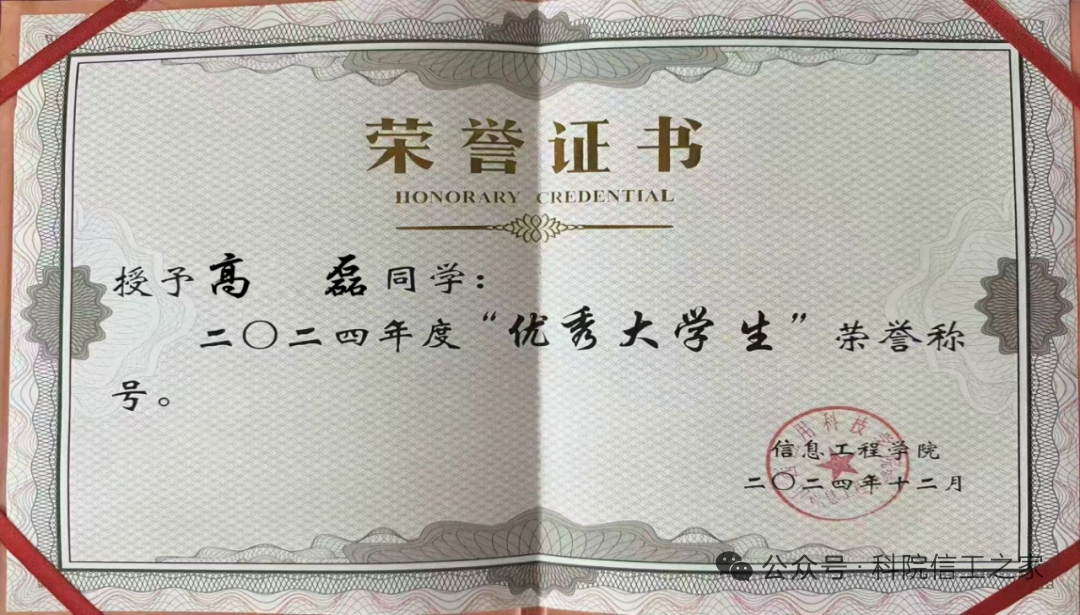 荣誉证书
HONORARY CREDENTIAL
授予高 磊同学：
二〇二四年度“优秀大学生”荣誉称
号。
信息工程学院
二〇二四年十二月
公众号·科院信工之家